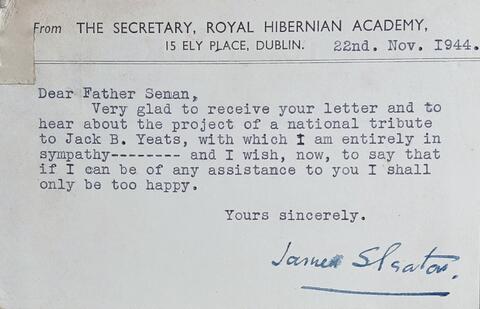 From THE SECRETARY, ROYAL HIBERNIAN ACADEMY,
15 ELY PLACE, DUBLIN. 22nd. Nov. 1944.
Dear Father Senan,
Very glad to receive your letter and to
hear about the project of a national tribute
to Jack B. Yeats, with which I am entirely in
sympathy-------- and I wish, now, to say that
if I can be of any assistance to you I shall
only be too happy.
Yours sincerely.
James Sleator.